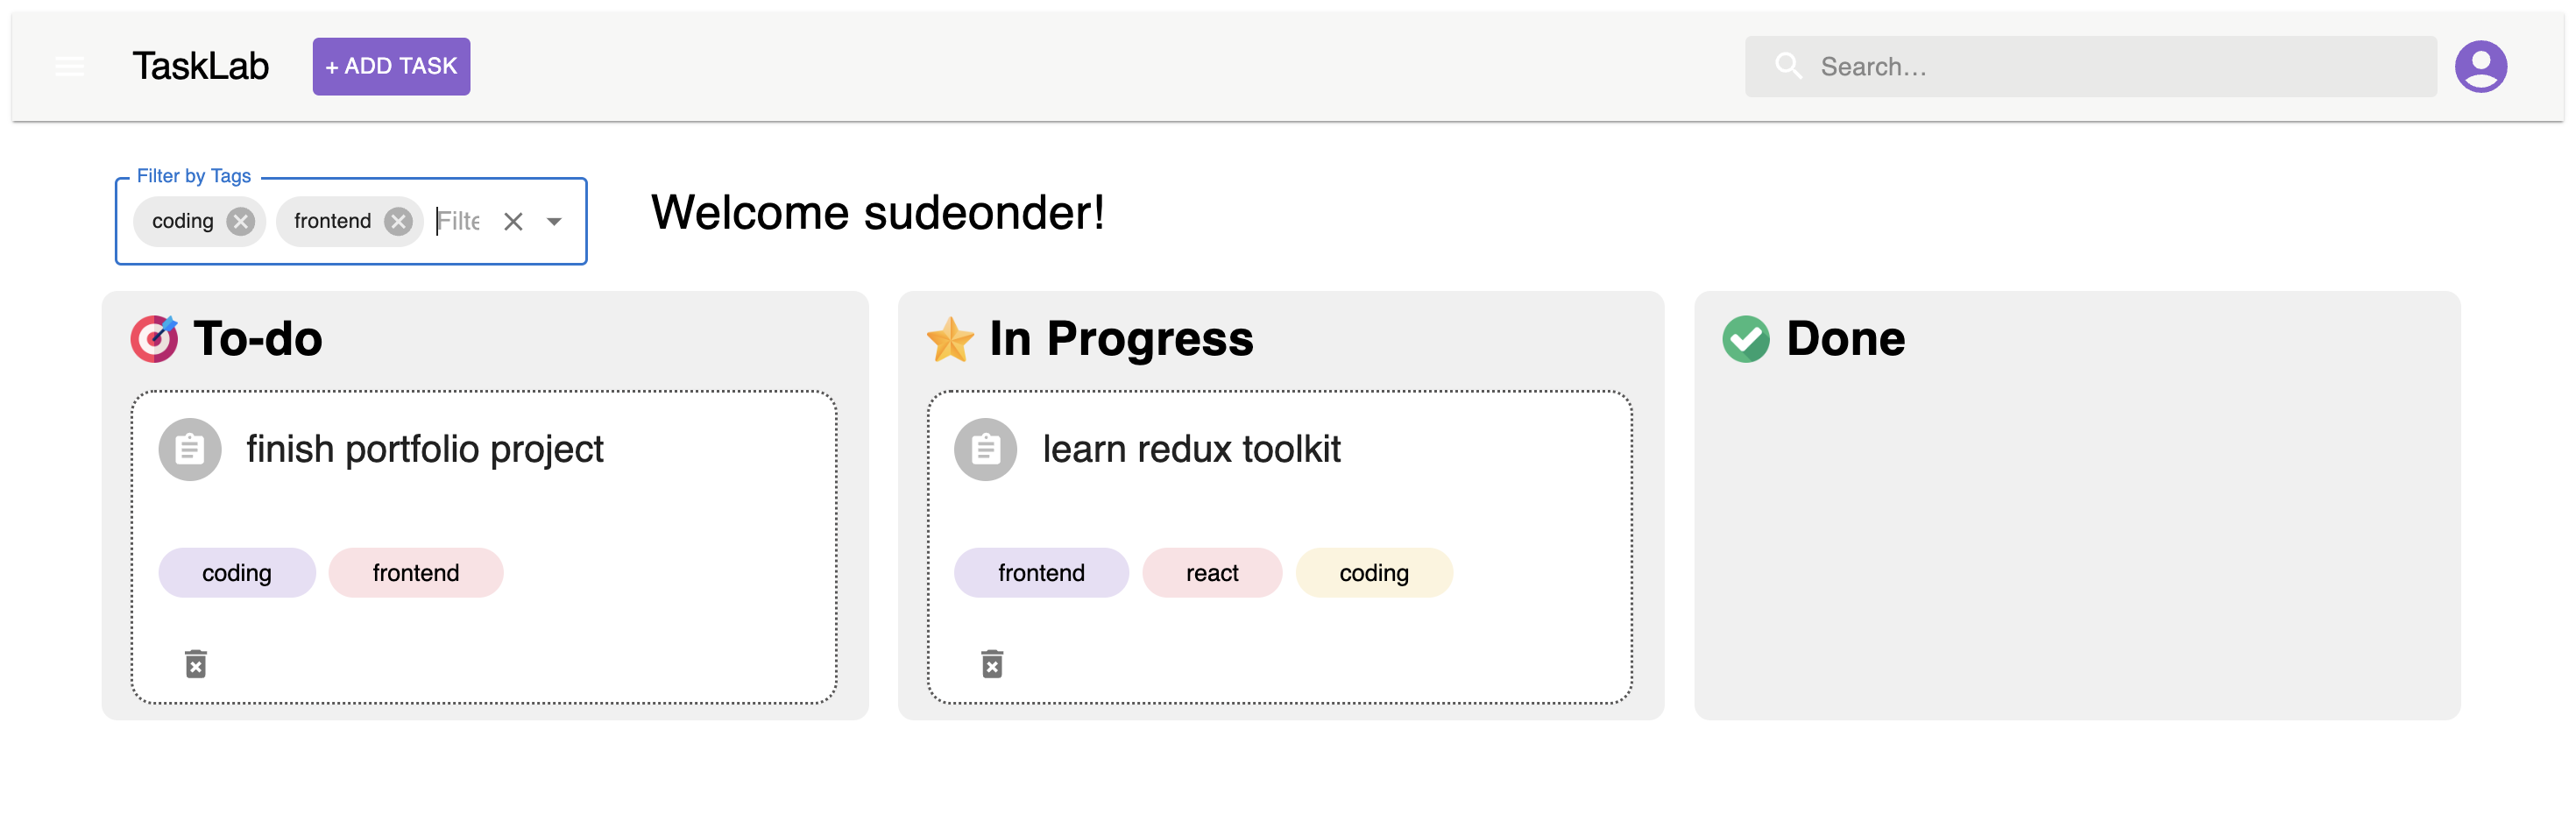 TaskLab
+ ADD TASK
Search...
Filter by Tags
coding frontend Filte
Welcome sudeonder!
To-do
finish portfolio project
coding frontend
In Progress
learn redux toolkit
frontend react coding
Done